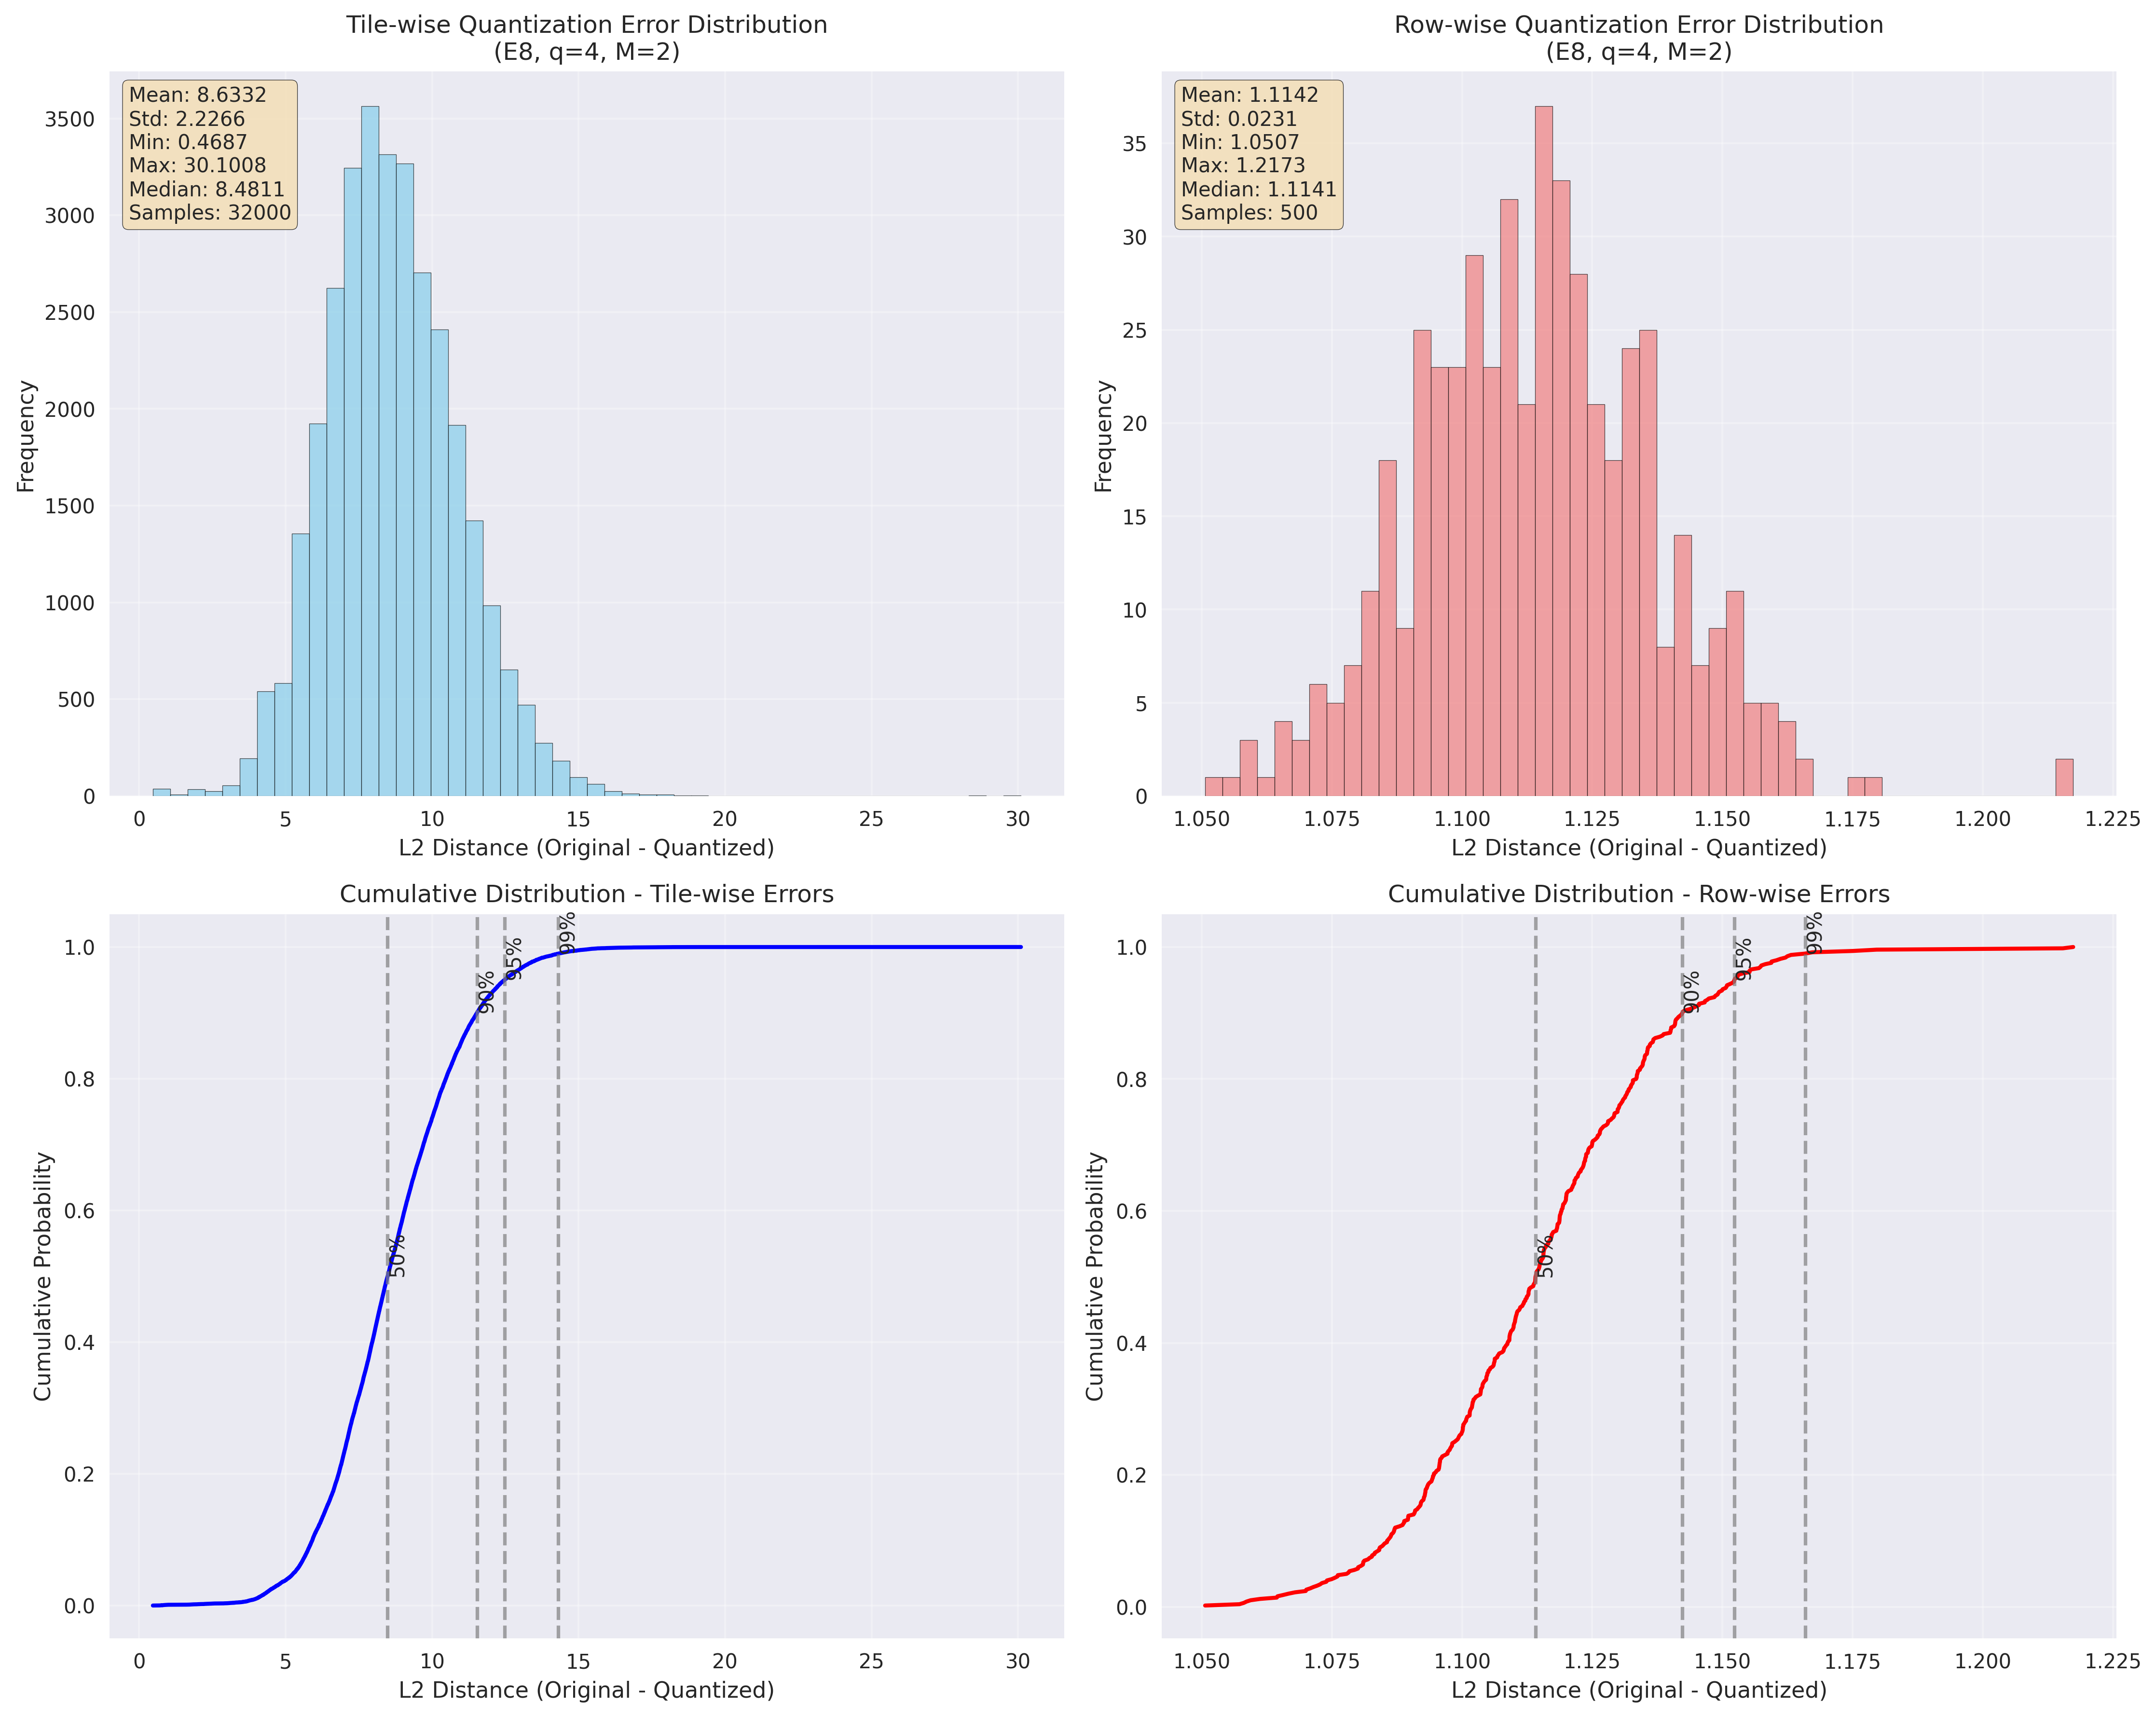 Tile-wise Quantization Error Distribution
(E8, q=4, M=2)
Mean: 8.6332
Std: 2.2266
Min: 0.4687
Max: 30.1008
Median: 8.4811
Samples: 32000
Frequency
3500
3000
2500
2000
1500
1000
500
0
0 5 10 15 20 25 30
L2 Distance (Original - Quantized)
Row-wise Quantization Error Distribution
(E8, q=4, M=2)
Mean: 1.1142
Std: 0.0231
Min: 1.0507
Max: 1.2173
Median: 1.1141
Samples: 500
Frequency
35
30
25
20
15
10
5
0
1.050 1.075 1.100 1.125 1.150 1.175 1.200 1.225
L2 Distance (Original - Quantized)
Cumulative Distribution - Tile-wise Errors
Cumulative Probability
1.0
0.8
0.6
0.4
0.2
0.0
50%
90%
95%
99%
0 5 10 15 20 25 30
L2 Distance (Original - Quantized)
Cumulative Distribution - Row-wise Errors
Cumulative Probability
1.0
0.8
0.6
0.4
0.2
0.0
50%
90%
95%
99%
1.050 1.075 1.100 1.125 1.150 1.175 1.200 1.225
L2 Distance (Original - Quantized)